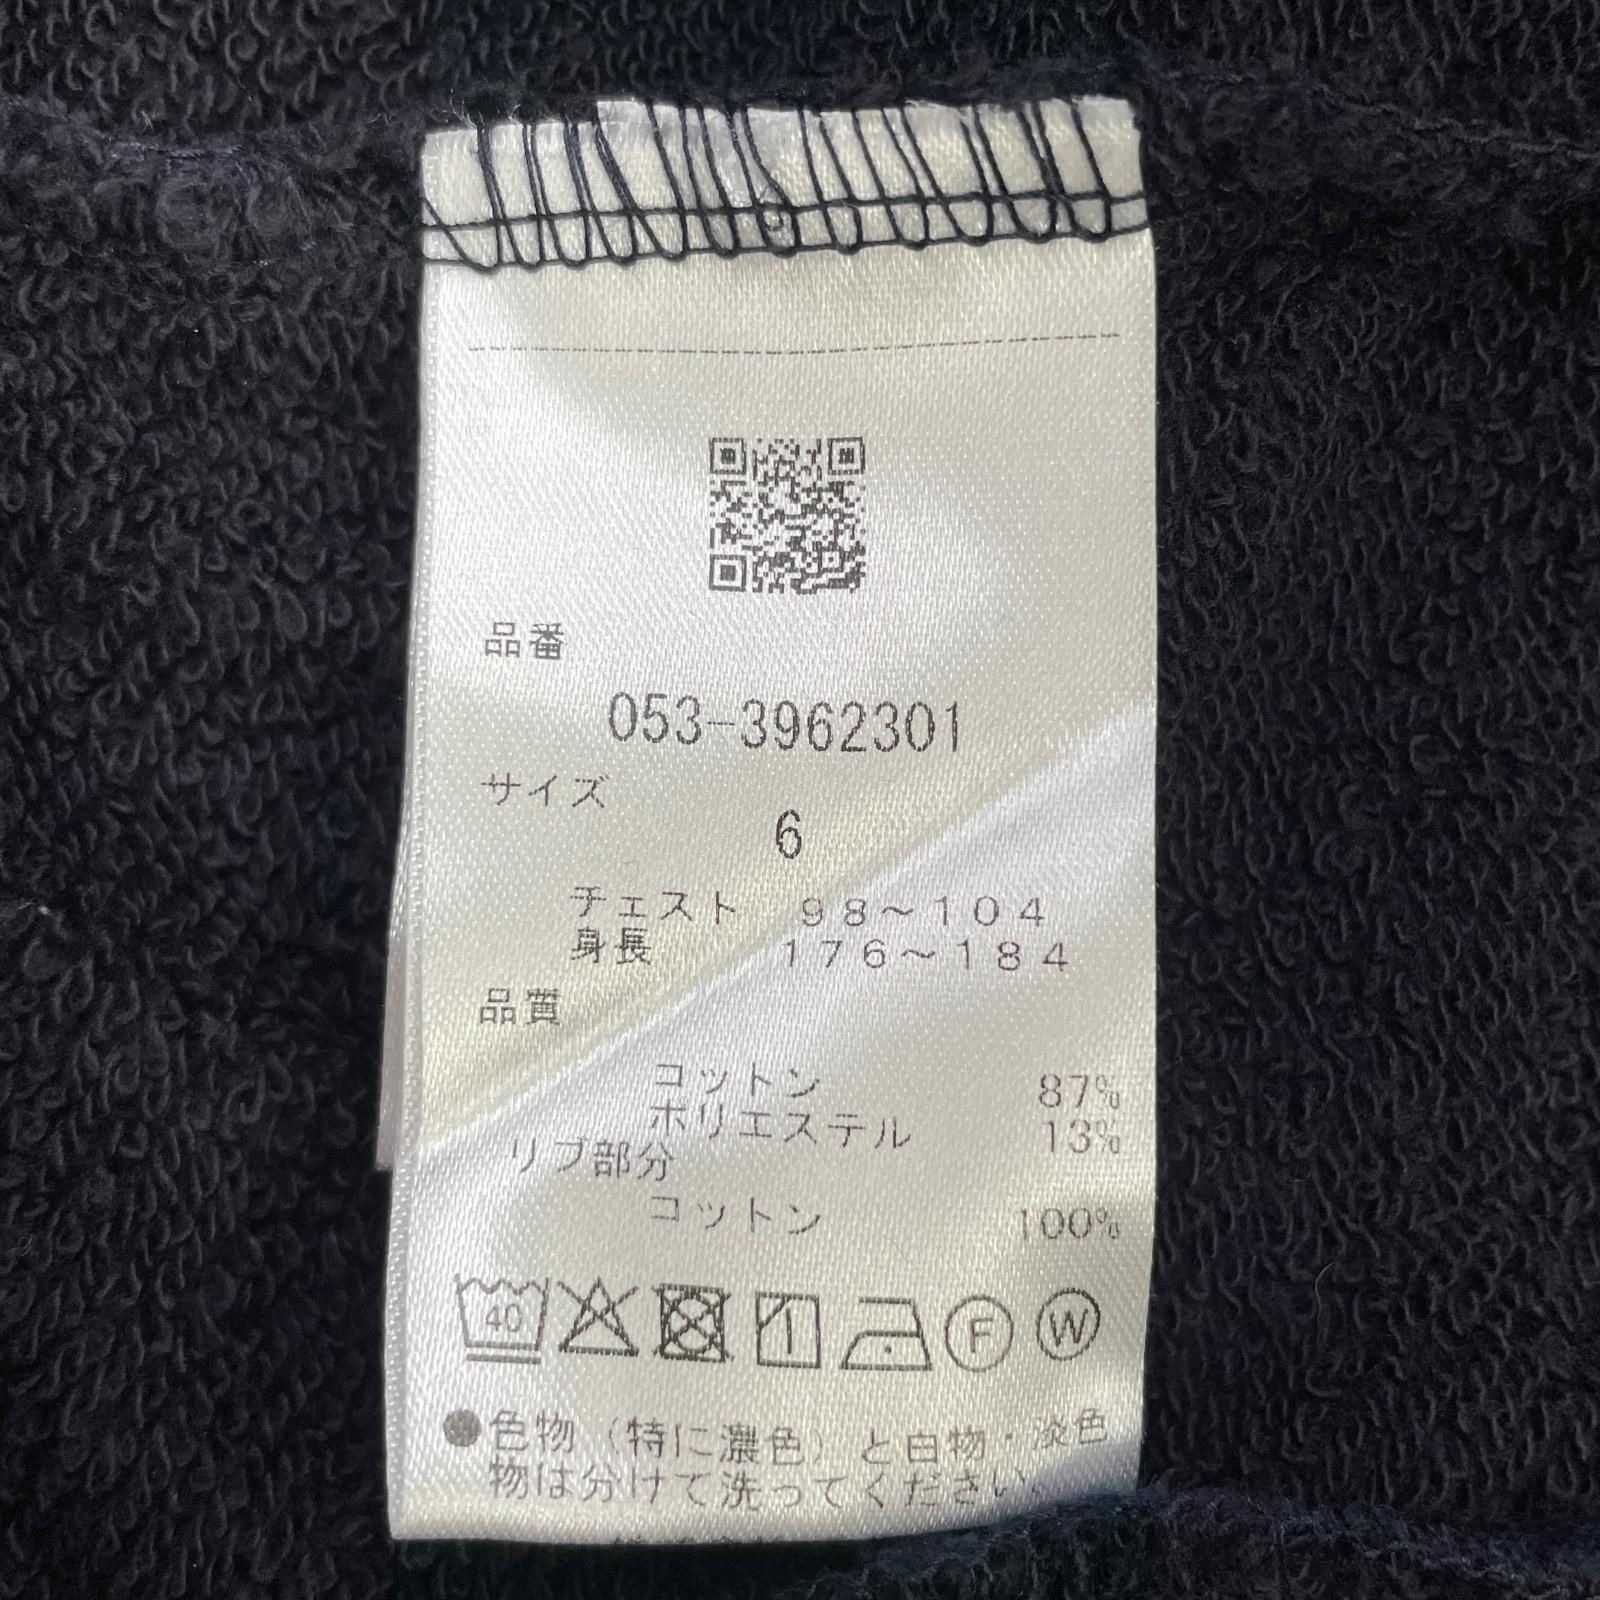 品番
053-3962301
サイズ
6
チェスト 98～104
身長 176～184
品質
コットン 87%
ポリエステル 13%
リブ部分
コットン 100%
40 F W
●色物（特に濃色）と白物・淡色
物は分けて洗ってください。